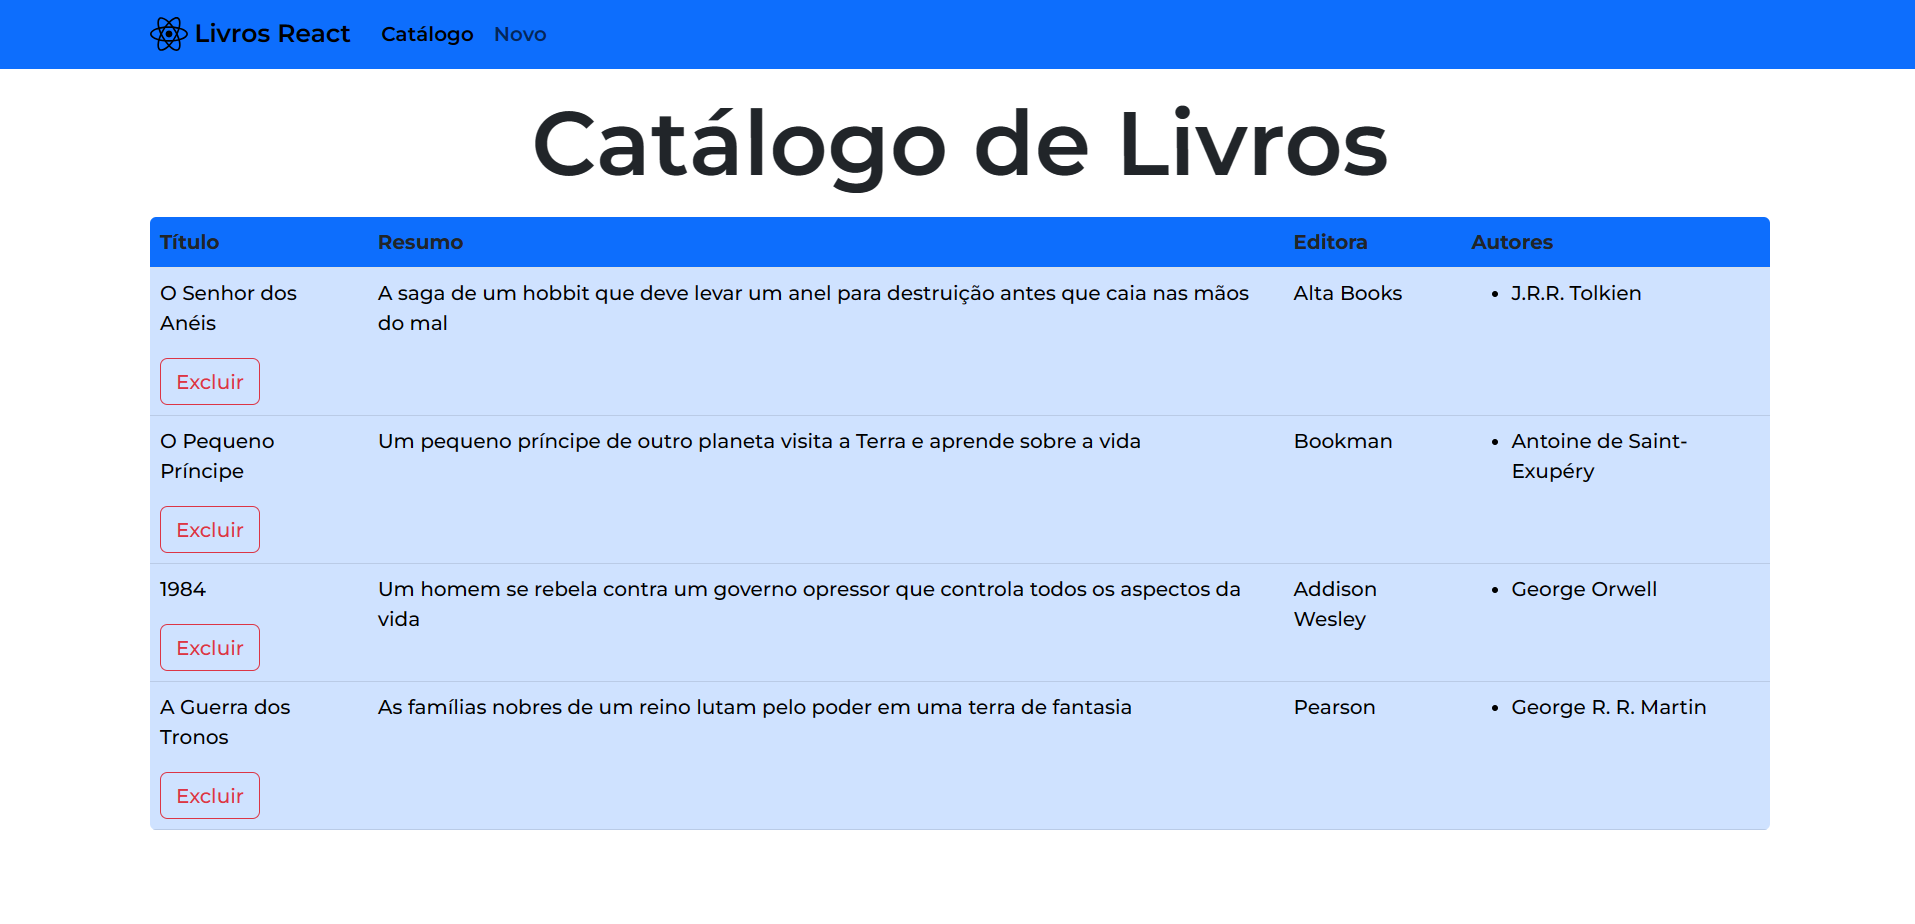 Livros React Catálogo Novo
Catálogo de Livros
Título Resumo Editora Autores
O Senhor dos
Anéis
Excluir
A saga de um hobbit que deve levar um anel para destruição antes que caia nas mãos
do mal
Alta Books
• J.R.R. Tolkien
O Pequeno
Príncipe
Excluir
Um pequeno príncipe de outro planeta visita a Terra e aprende sobre a vida
Bookman
• Antoine de Saint-
Exupéry
1984
Excluir
Um homem se rebela contra um governo opressor que controla todos os aspectos da
vida
Addison
Wesley
• George Orwell
A Guerra dos
Tronos
Excluir
As famílias nobres de um reino lutam pelo poder em uma terra de fantasia
Pearson
• George R. R. Martin